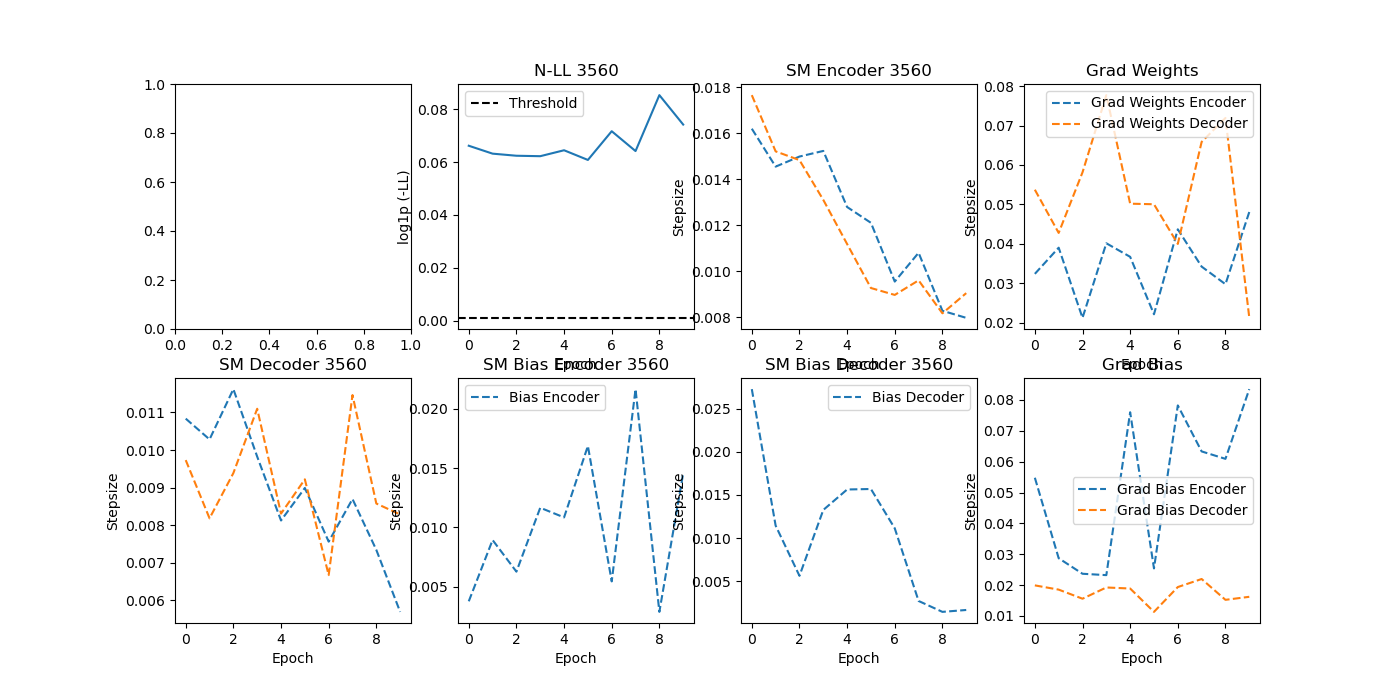 N-LL 3560
SM Encoder 3560
Grad Weights
1.0
0.8
0.6
0.4
0.2
0.0
0.0 0.2 0.4 0.6 0.8 1.0
log1p (-LL)
0.08
0.06
0.04
0.02
0.00
Threshold
0 2 4 6 8
Epoch
Stepsize
0.018
0.016
0.014
0.012
0.010
0.008
0 2 4 6 8
Epoch
Stepsize
0.08
0.07
0.06
0.05
0.04
0.03
0.02
Grad Weights Encoder
Grad Weights Decoder
0 2 4 6 8
Epoch
SM Decoder 3560
SM Bias Encoder 3560
SM Bias Decoder 3560
Grad Bias
Stepsize
0.011
0.010
0.009
0.008
0.007
0.006
0 2 4 6 8
Epoch
Stepsize
0.020
0.015
0.010
0.005
Bias Encoder
0 2 4 6 8
Epoch
Stepsize
0.025
0.020
0.015
0.010
0.005
Bias Decoder
0 2 4 6 8
Epoch
Stepsize
0.08
0.07
0.06
0.05
0.04
0.03
0.02
0.01
Grad Bias Encoder
Grad Bias Decoder
0 2 4 6 8
Epoch